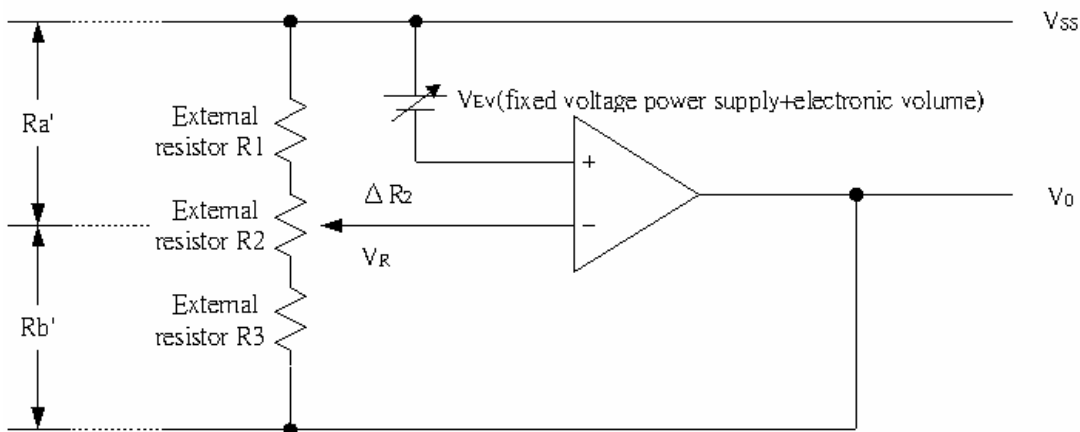 VSS
VEV(fixed voltage power supply+electronic volume)
Ra'
External
resistor R1
+
Δ R2
External
resistor R2
−
V0
VR
External
resistor R3
Rb'